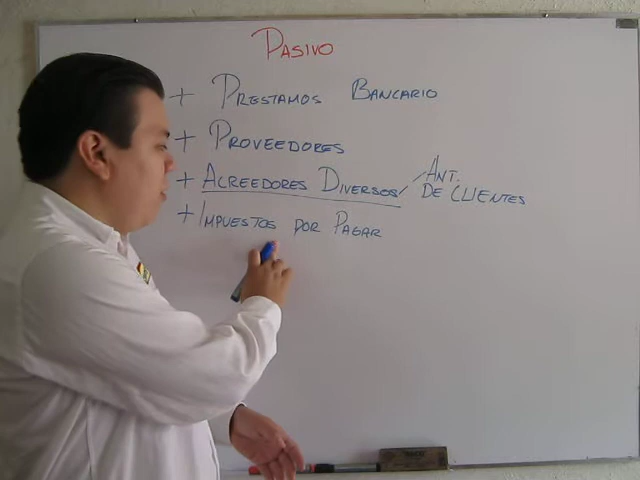 PASIVO
+ PRESTAMOS BANCARIO
+ PROVEEDORES
+ ACREEDORES DIVERSOS / ANT. DE CLIENTES
+ IMPUESTOS POR PAGAR